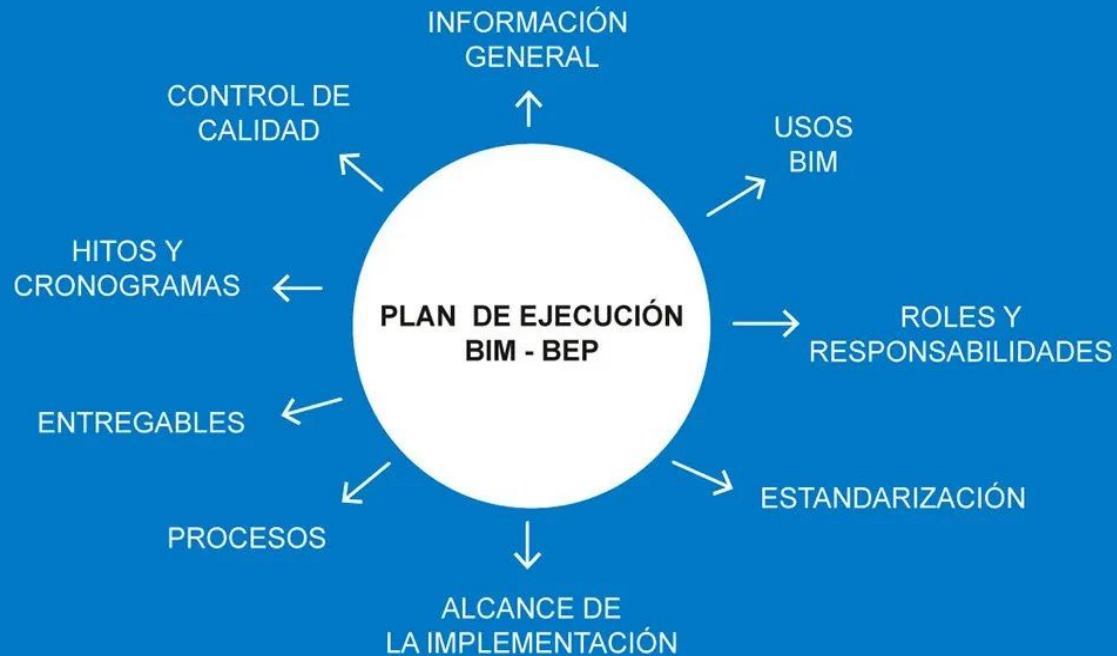 INFORMACIÓN
GENERAL
USOS
BIM
ROLES Y
RESPONSABILIDADES
ESTANDARIZACIÓN
ALCANCE DE
LA IMPLEMENTACIÓN
PROCESOS
ENTREGABLES
HITOS Y
CRONOGRAMAS
CONTROL DE
CALIDAD
PLAN DE EJECUCIÓN
BIM - BEP